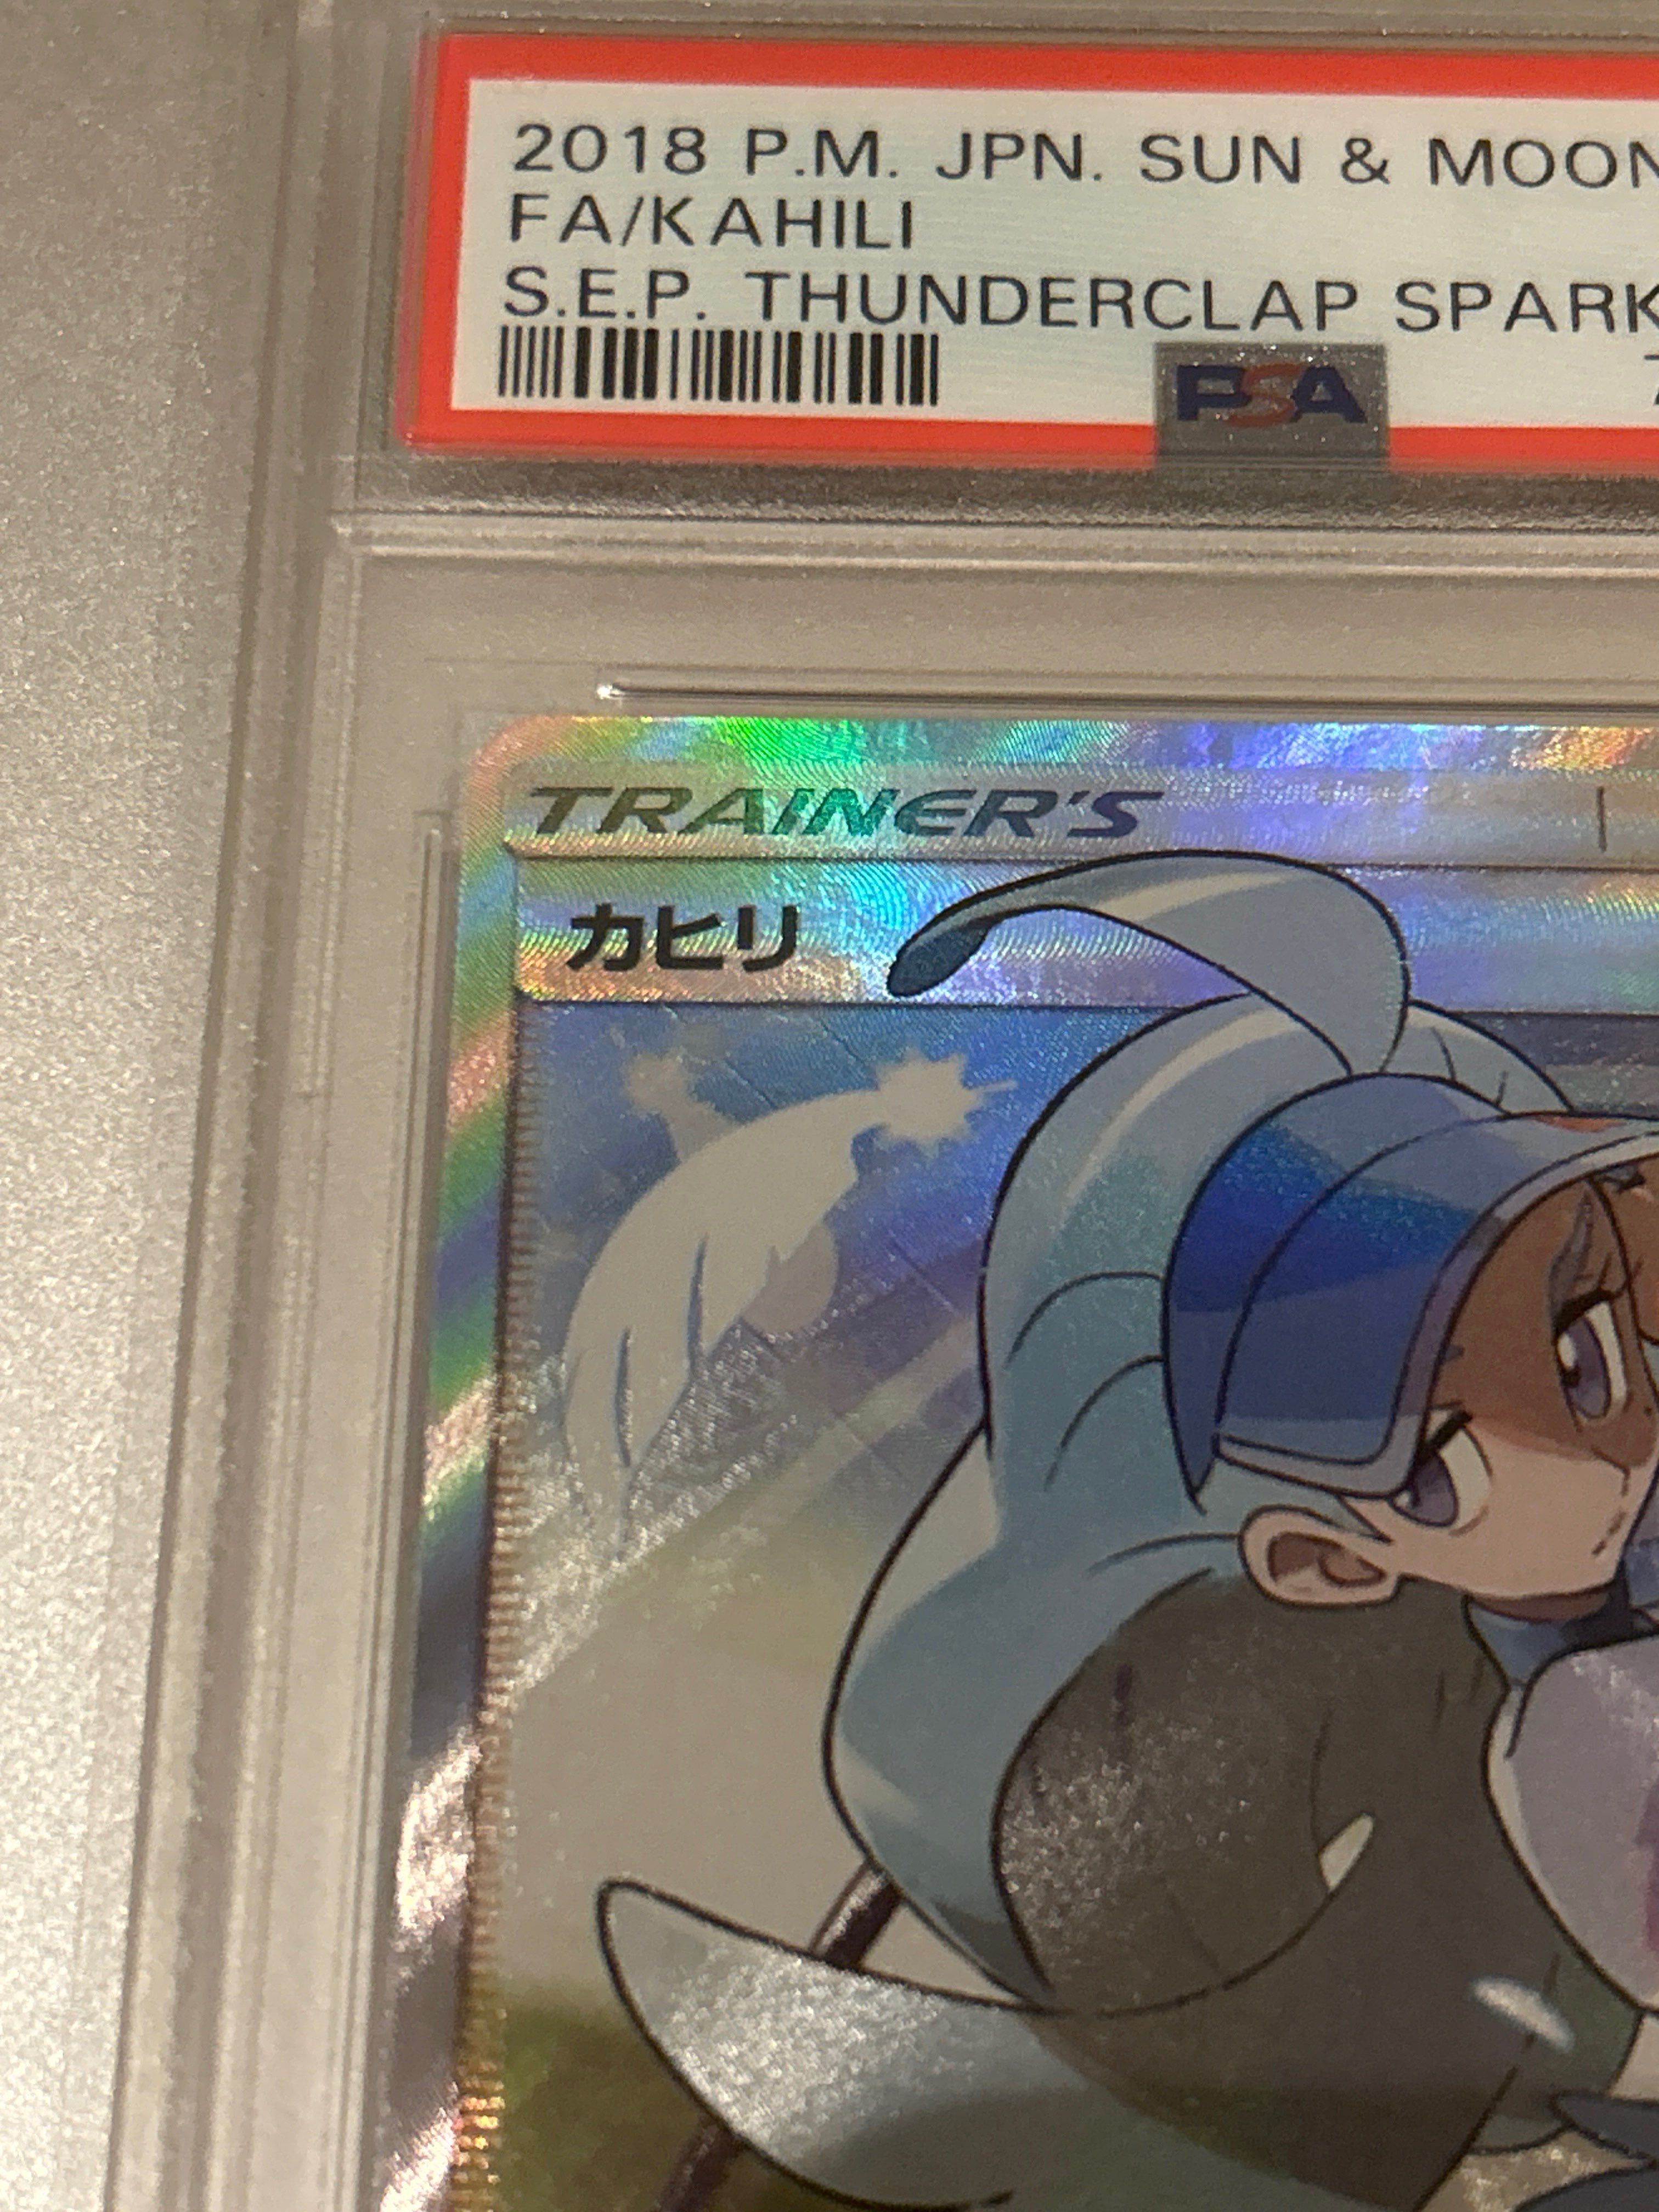 2018 P.M. JPN. SUN & MOON
FA/KAHILI
S.E.P. THUNDERCLAP SPARK
PSA
TRAINER'S
カヒリ